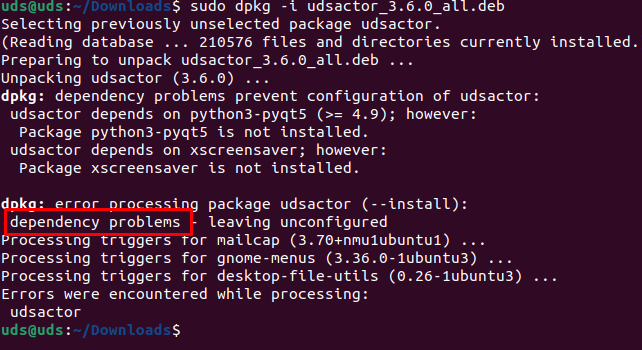 uds@uds:~/Downloads$ sudo dpkg -i udsactor_3.6.0_all.deb
Selecting previously unselected package udsactor.
(Reading database ... 210576 files and directories currently installed.
Preparing to unpack udsactor_3.6.0_all.deb ...
Unpacking udsactor (3.6.0) ...
dpkg: dependency problems prevent configuration of udsactor:
 udsactor depends on python3-pyqt5 (>= 4.9); however:
  Package python3-pyqt5 is not installed.
 udsactor depends on xscreensaver; however:
  Package xscreensaver is not installed.

dpkg: error processing package udsactor (--install):
 dependency problems - leaving unconfigured
Processing triggers for mailcap (3.70+nmu1ubuntu1) ...
Processing triggers for gnome-menus (3.36.0-1ubuntu3) ...
Processing triggers for desktop-file-utils (0.26-1ubuntu3) ...
Errors were encountered while processing:
 udsactor
uds@uds:~/Downloads$